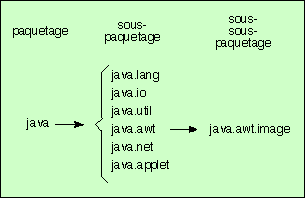 paquetage
sous-
paquetage
sous-
sous-
paquetage
java
java.lang
java.io
java.util
java.awt
java.net
java.applet
java.awt.image